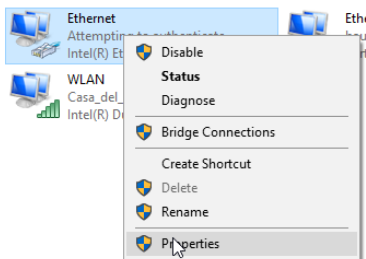 Ethernet
Attempting to authenticate
Intel(R) Et
WLAN
Casa_del_
Intel(R) D
Disable
Status
Diagnose
Bridge Connections
Create Shortcut
Delete
Rename
Properties
Ethe